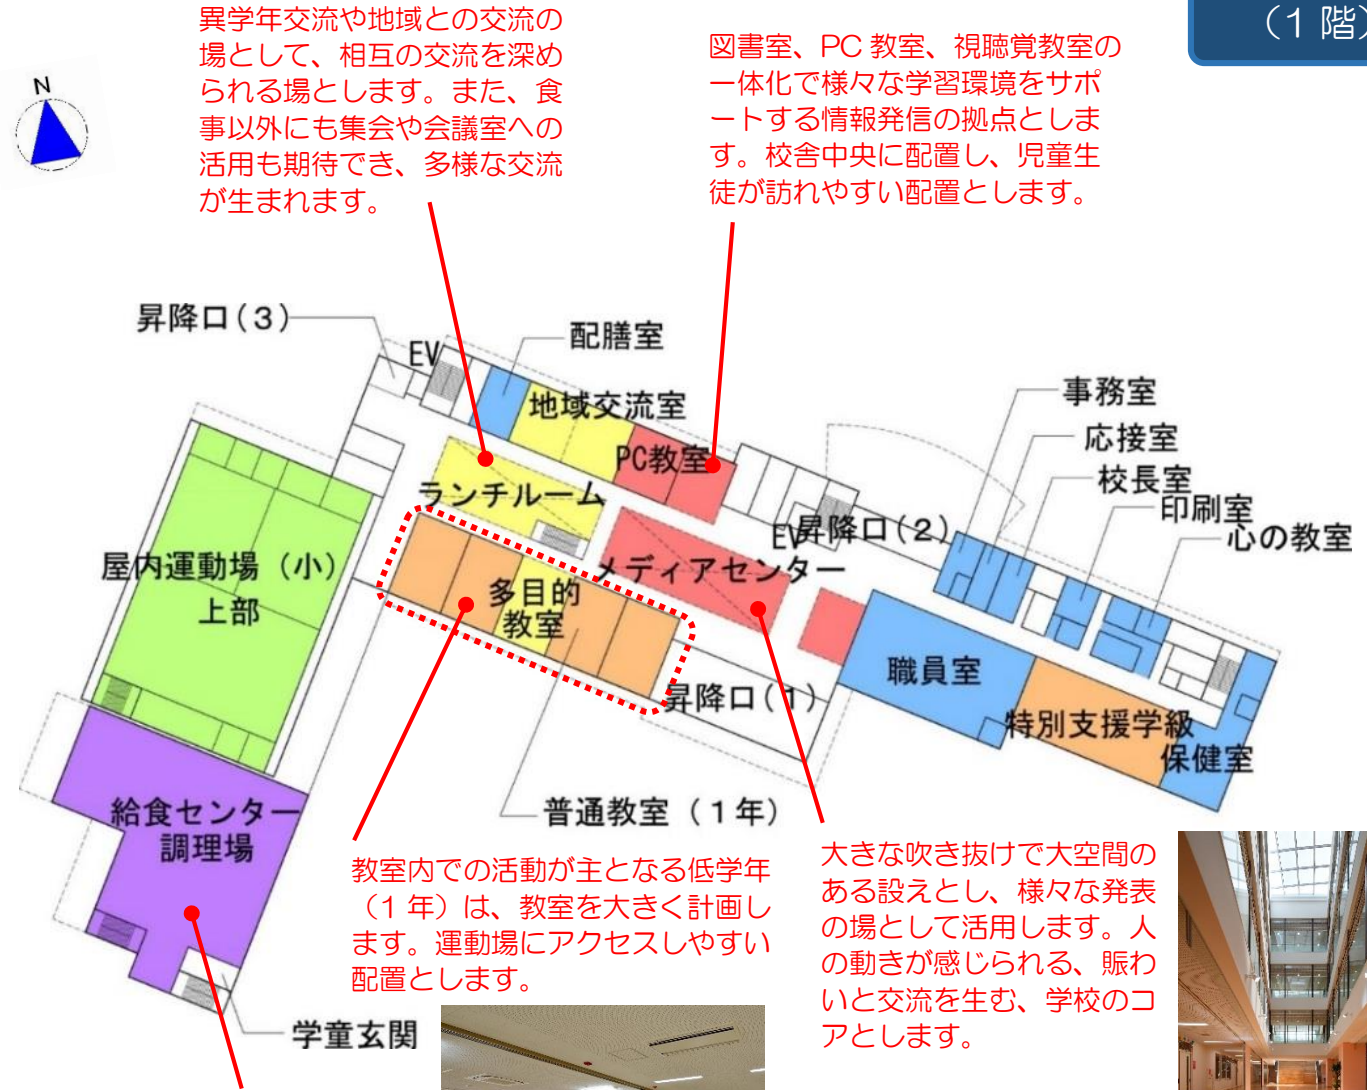 （1 階）
異学年交流や地域との交流の
場として、相互の交流を深め
られる場とします。また、食
事以外にも集会や会議室への
活用も期待でき、多様な交流
が生まれます。
図書室、PC 教室、視聴覚教室の
一体化で様々な学習環境をサポ
ートする情報発信の拠点としま
す。校舎中央に配置し、児童生
徒が訪れやすい配置とします。
N
昇降口(3)
EV
配膳室
地域交流室
PC教室
ランチルーム
事務室
応接室
校長室
印刷室
心の教室
EV
昇降口(2)
メディアセンター
屋内運動場（小）
上部
多目的
教室
職員室
昇降口(1)
特別支援学級
保健室
給食センター
調理場
普通教室（1年）
教室内での活動が主となる低学年
（1 年）は、教室を大きく計画し
ます。運動場にアクセスしやすい
配置とします。
大きな吹き抜けで大空間の
ある設えとし、様々な発表
の場として活用します。人
の動きが感じられる、賑わ
いと交流を生む、学校のコ
アとします。
学童玄関